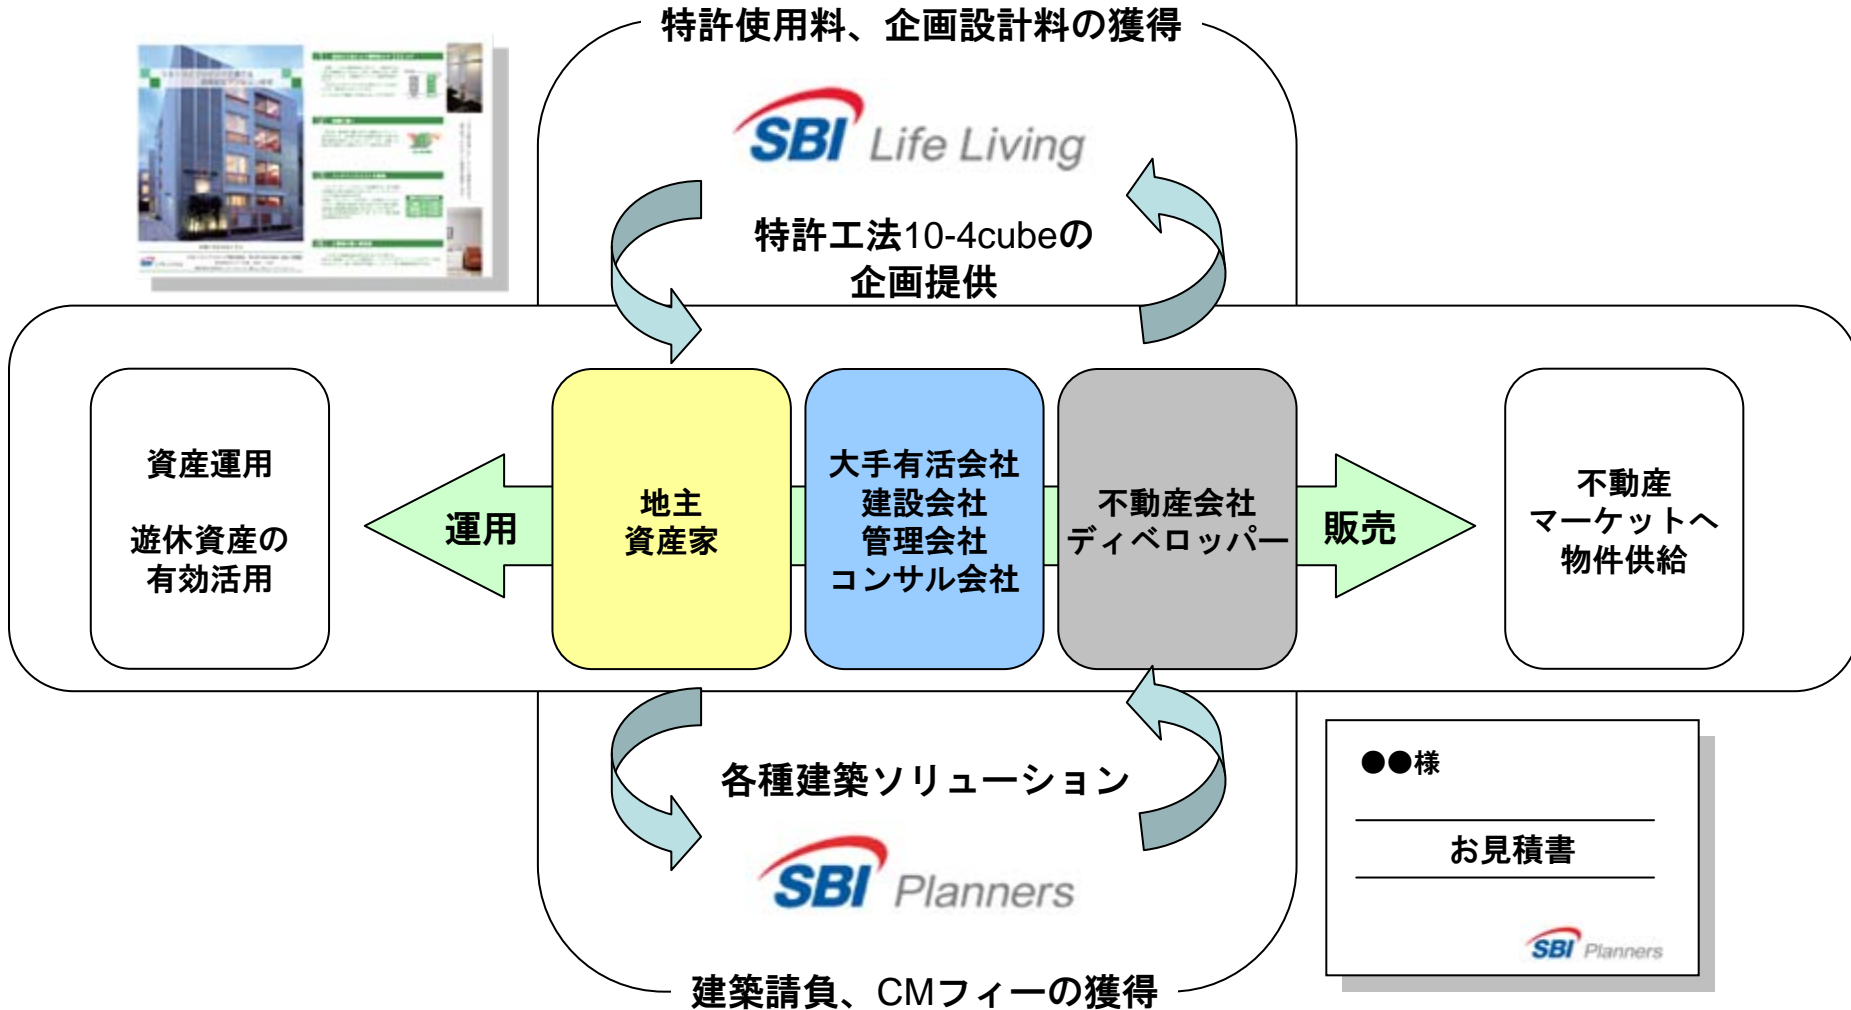 特許使用料、企画設計料の獲得
SBI Life Living
特許工法10-4cubeの
企画提供
資産運用
遊休資産の
有効活用
運用
地主
資産家
大手有活会社
建設会社
管理会社
コンサル会社
不動産会社
ディベロッパー
販売
不動産
マーケットへ
物件供給
各種建築ソリューション
SBI Planners
建築請負、CMフィーの獲得
●●様
お見積書
SBI Planners